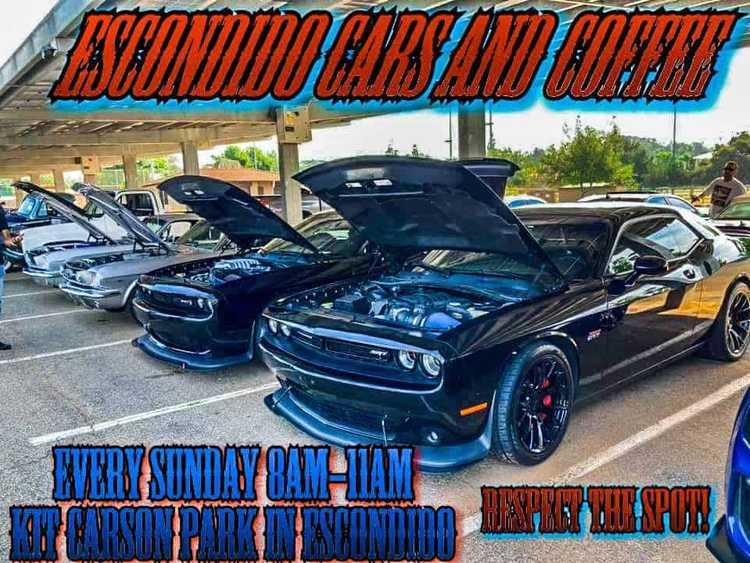 ESCONDIDO CARS AND COFFEE
EVERY SUNDAY 8AM-11AM
KIT CARSON PARK IN ESCONDIDO
RESPECT THE SPOT!